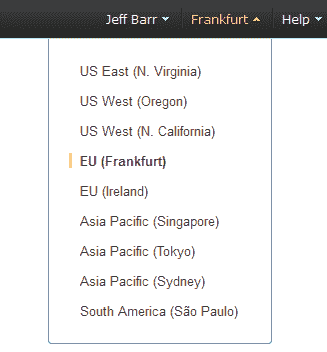 Jeff Barr Frankfurt Help
US East (N. Virginia)
US West (Oregon)
US West (N. California)
EU (Frankfurt)
EU (Ireland)
Asia Pacific (Singapore)
Asia Pacific (Tokyo)
Asia Pacific (Sydney)
South America (São Paulo)